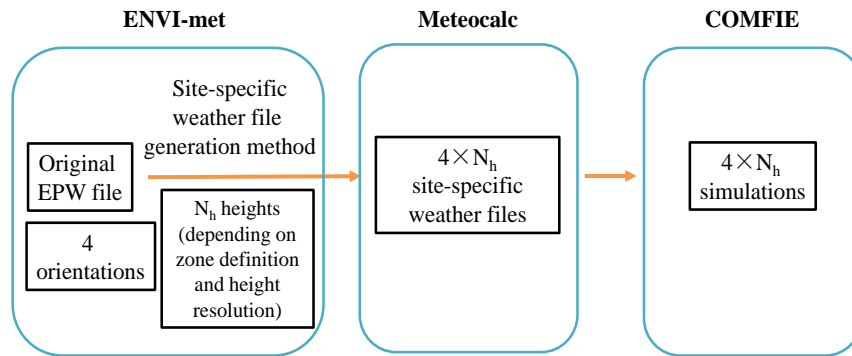 ENVI-met
Meteocalc
COMFIE
Site-specific
weather file
generation method
Original
EPW file
4
orientations
Nₕ heights
(depending on
zone definition
and height
resolution)
4×Nₕ
site-specific
weather files
4×Nₕ
simulations